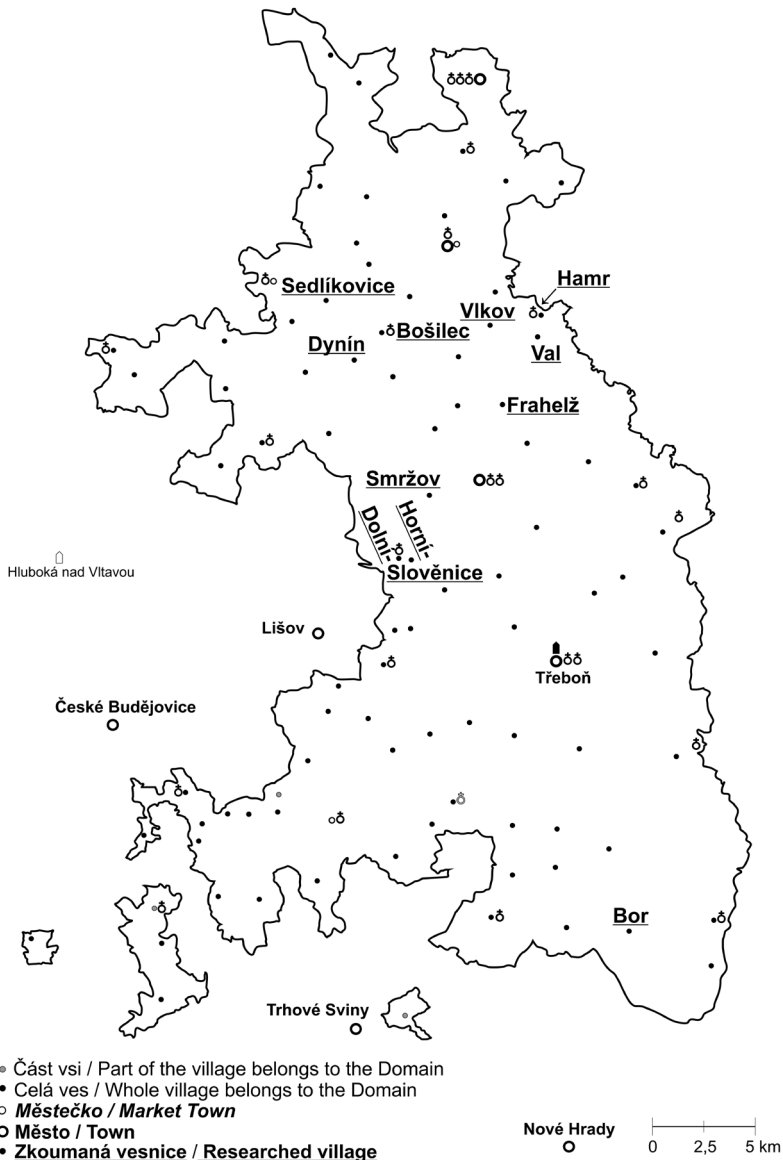 Hamr
Sedlíkovice
Vlkov
Bošilec
Dynín
Val
Frahelž
Smržov
Horní-
Dolní-
Slověnice
Hluboká nad Vltavou
Lišov
Třeboň
České Budějovice
Bor
Trhové Sviny
Část vsi / Part of the village belongs to the Domain
Celá ves / Whole village belongs to the Domain
Městečko / Market Town
Město / Town
Zkoumaná vesnice / Researched village
Nové Hrady
0 2,5 5 km